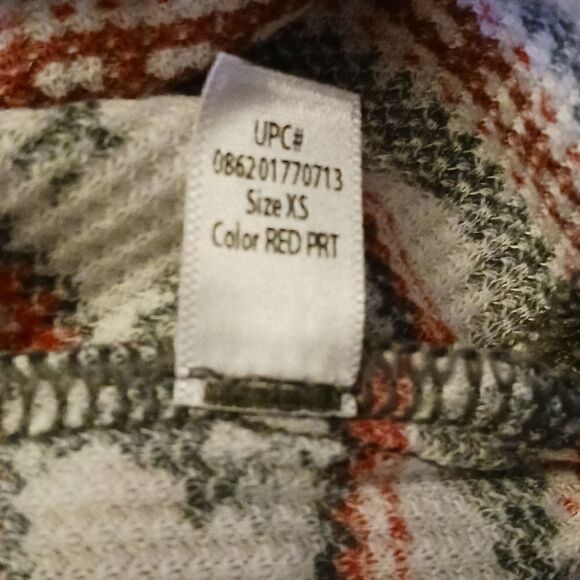 UPC#
086201770713
Size XS
Color RED PRT